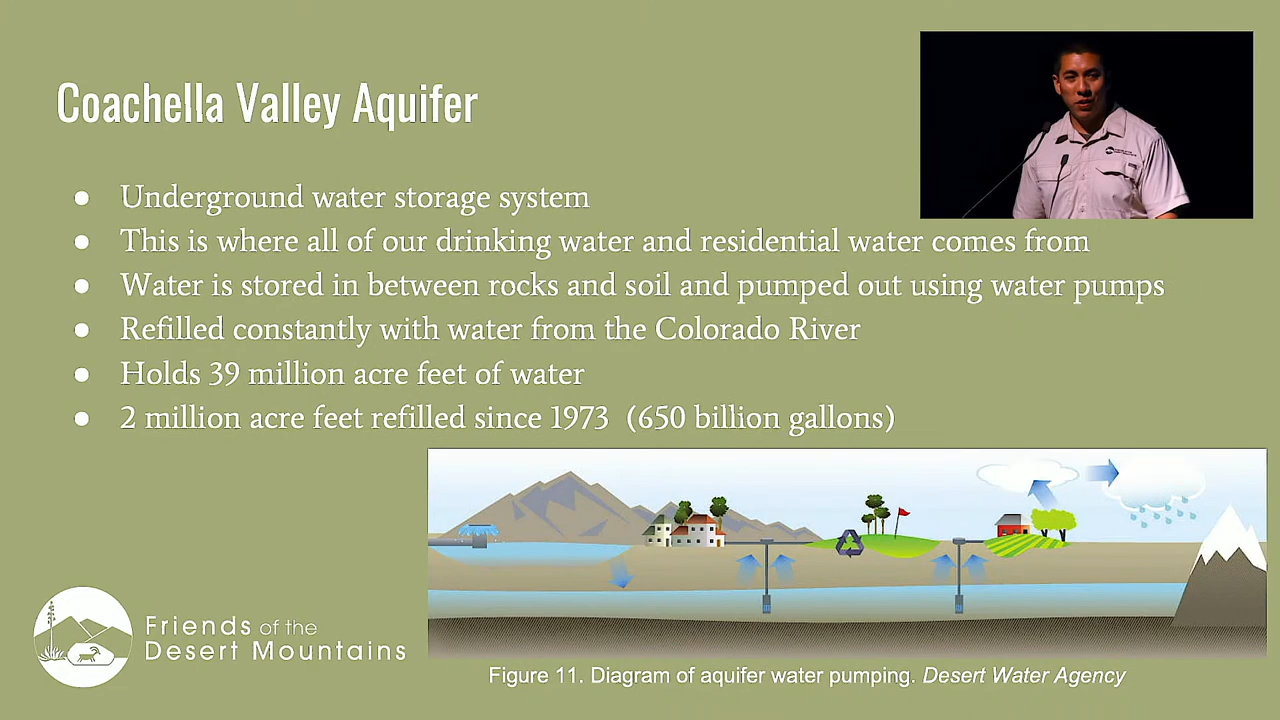 Coachella Valley Aquifer
● Underground water storage system
● This is where all of our drinking water and residential water comes from
● Water is stored in between rocks and soil and pumped out using water pumps
● Refilled constantly with water from the Colorado River
● Holds 39 million acre feet of water
● 2 million acre feet refilled since 1973 (650 billion gallons)
Friends of the
Desert Mountains
Figure 11. Diagram of aquifer water pumping. Desert Water Agency